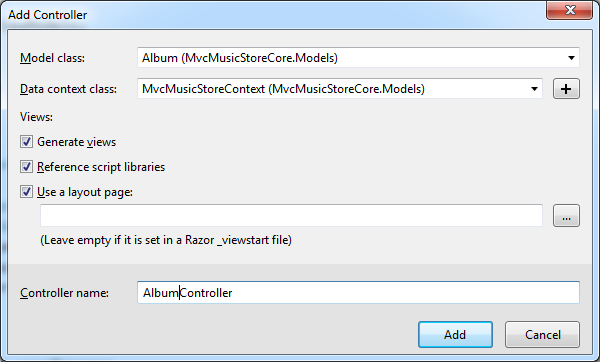 Add Controller
Model class: Album (MvcMusicStoreCore.Models)
Data context class: MvcMusicStoreContext (MvcMusicStoreCore.Models) +
Views:
Generate views
Reference script libraries
Use a layout page:
...
(Leave empty if it is set in a Razor _viewstart file)
Controller name: AlbumController
Add Cancel